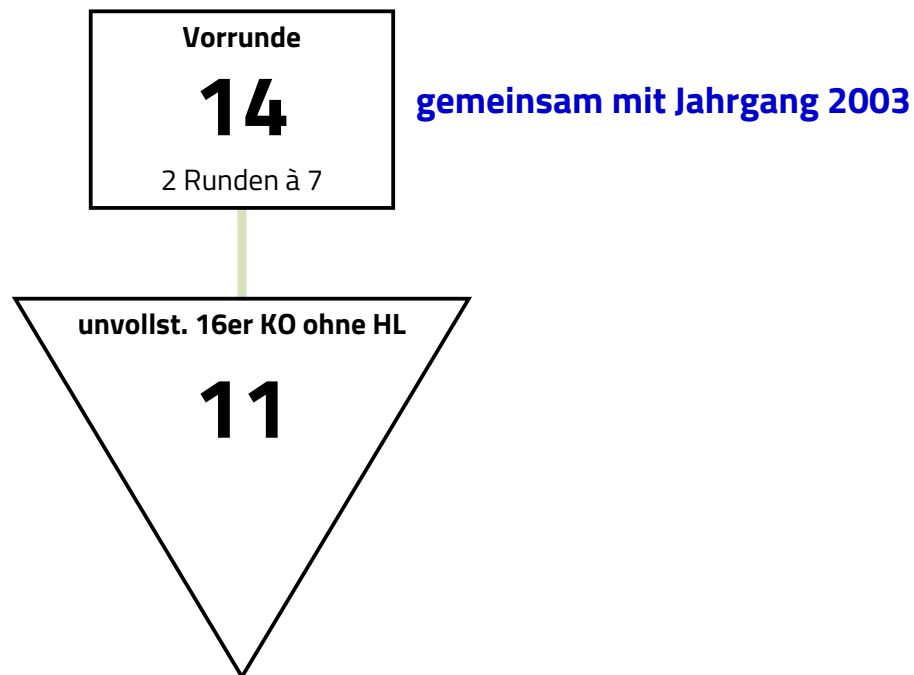 Vorrunde
14
gemeinsam mit Jahrgang 2003
2 Runden à 7
unvollst. 16er KO ohne HL
11